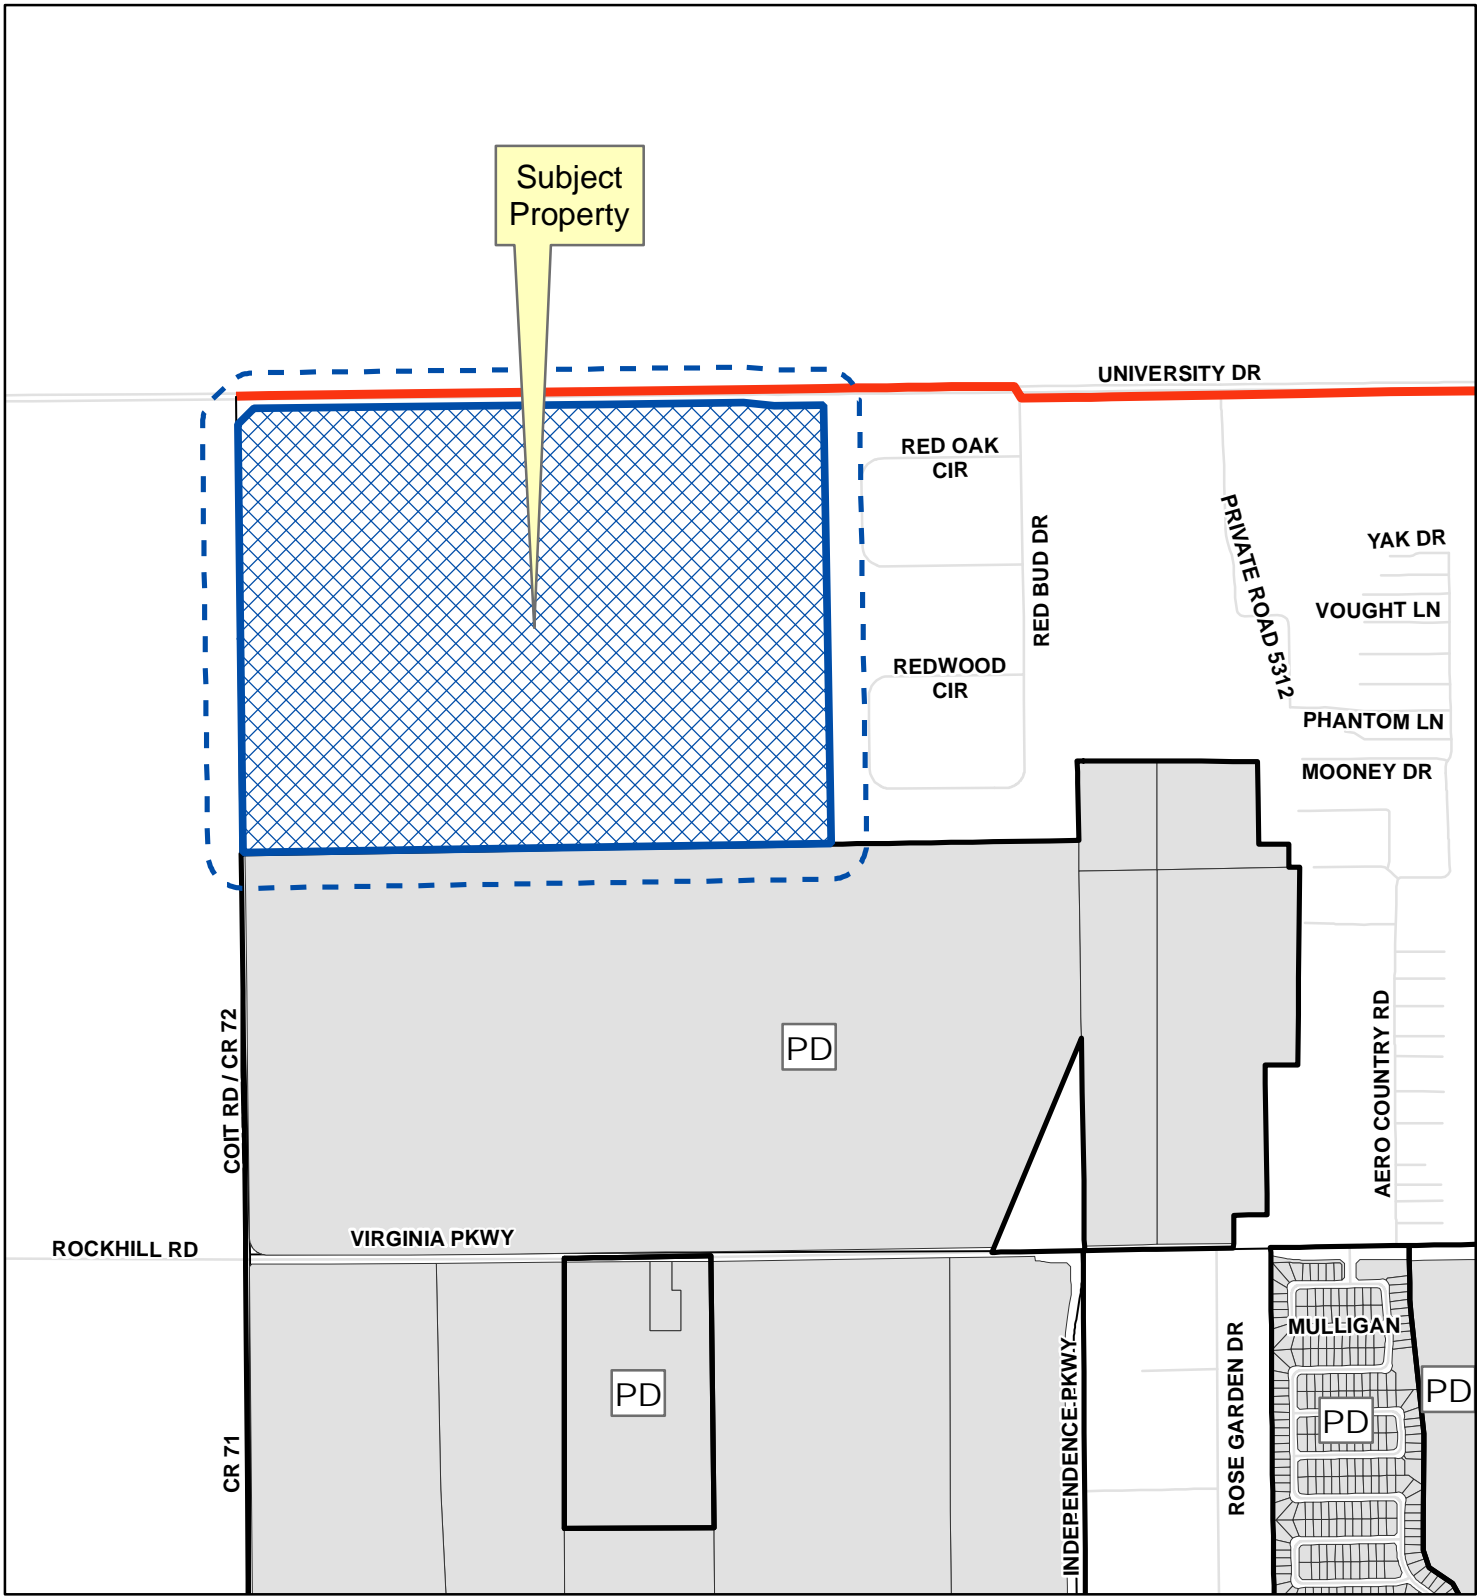 Subject
Property
UNIVERSITY DR
RED OAK
CIR
RED BUD DR
PRIVATE ROAD 5312
YAK DR
VOUGHT LN
REDWOOD
CIR
PHANTOM LN
MOONEY DR
COIT RD / CR 72
PD
AERO COUNTRY RD
ROCKHILL RD
VIRGINIA PKWY
CR 71
PD
INDEPENDENCE PKWY
ROSE GARDEN DR
MULLIGAN
PD
PD